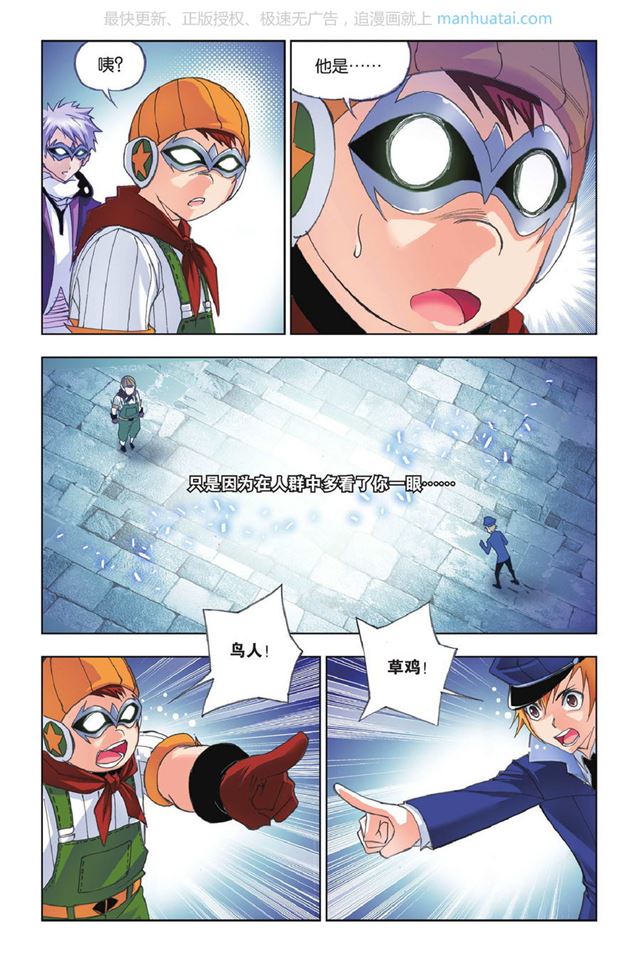 最快更新、正版授权、极速无广告，追漫画就上 manhuatai.com
咦？
他是……
只是因为在人群中多看了你一眼……
鸟人！
草鸡！